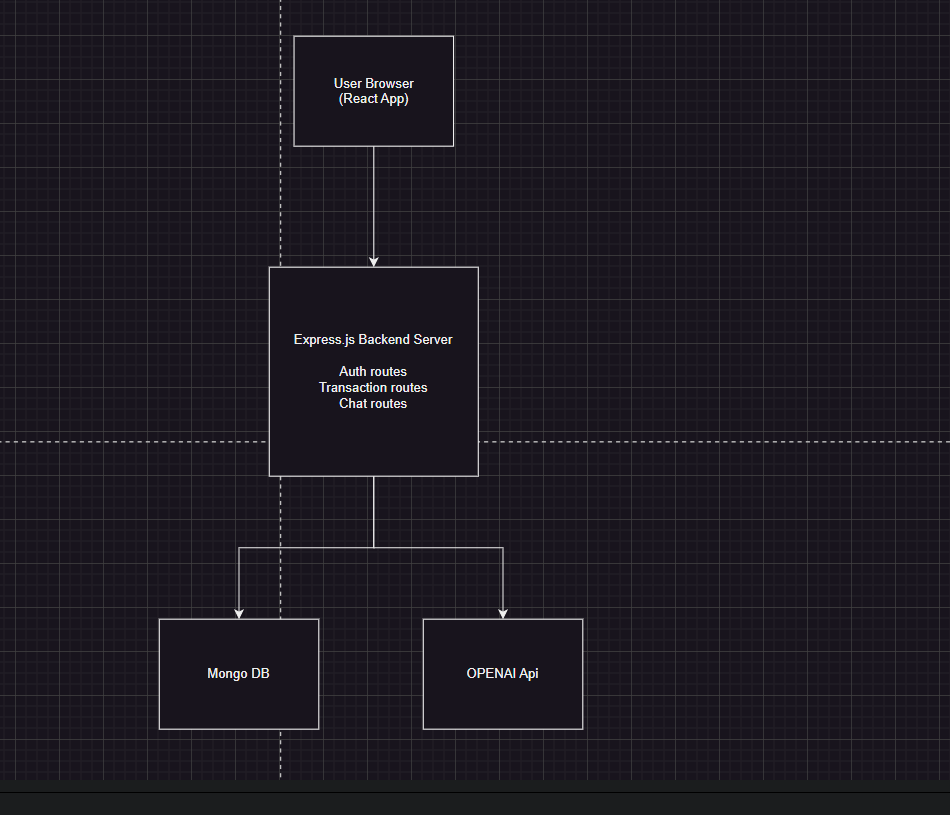 User Browser
(React App)
Express.js Backend Server
Auth routes
Transaction routes
Chat routes
Mongo DB
OPENAI Api